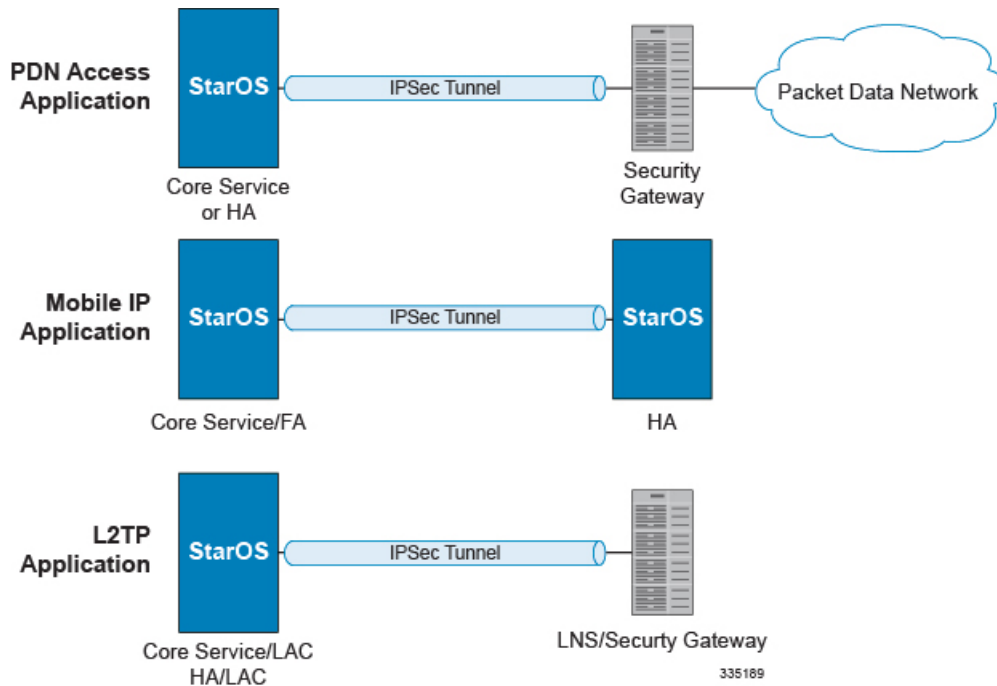 PDN Access
Application
StarOS
IPSec Tunnel
Packet Data Network
Core Service
or HA
Security
Gateway
Mobile IP
Application
StarOS
IPSec Tunnel
StarOS
Core Service/FA
HA
L2TP
Application
StarOS
IPSec Tunnel
Core Service/LAC
HA/LAC
LNS/Securty Gateway
335189